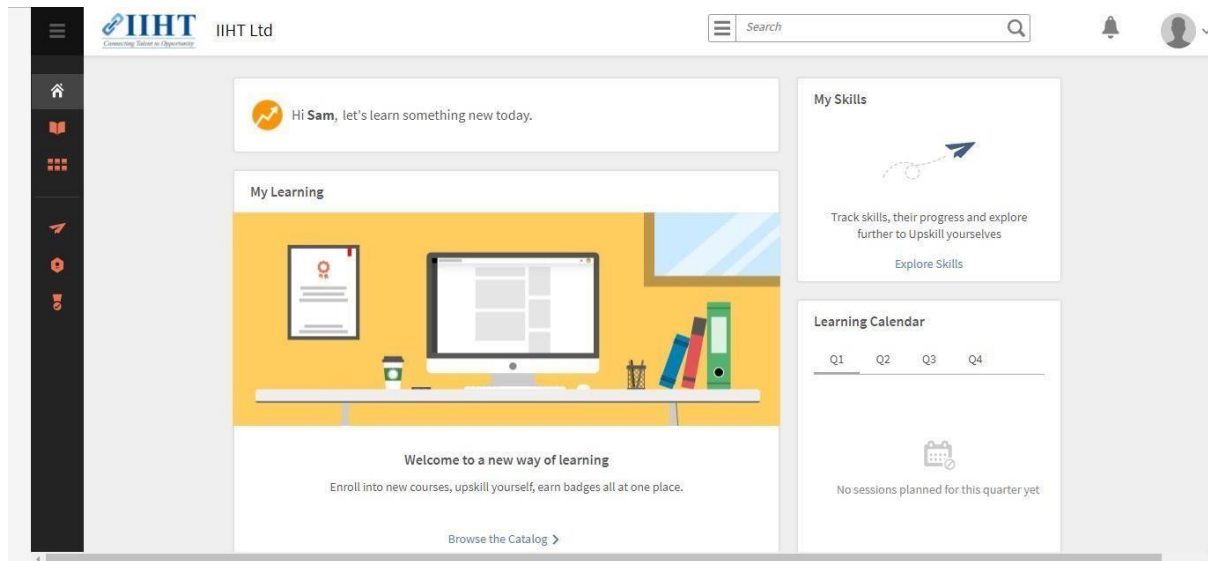 IIHT
Connecting Talent to Opportunity
IIHT Ltd
Search
Hi Sam, let's learn something new today.
My Learning
Welcome to a new way of learning
Enroll into new courses, upskill yourself, earn badges all at one place.
Browse the Catalog
My Skills
Track skills, their progress and explore
further to Upskill yourselves
Explore Skills
Learning Calendar
Q1 Q2 Q3 Q4
No sessions planned for this quarter yet